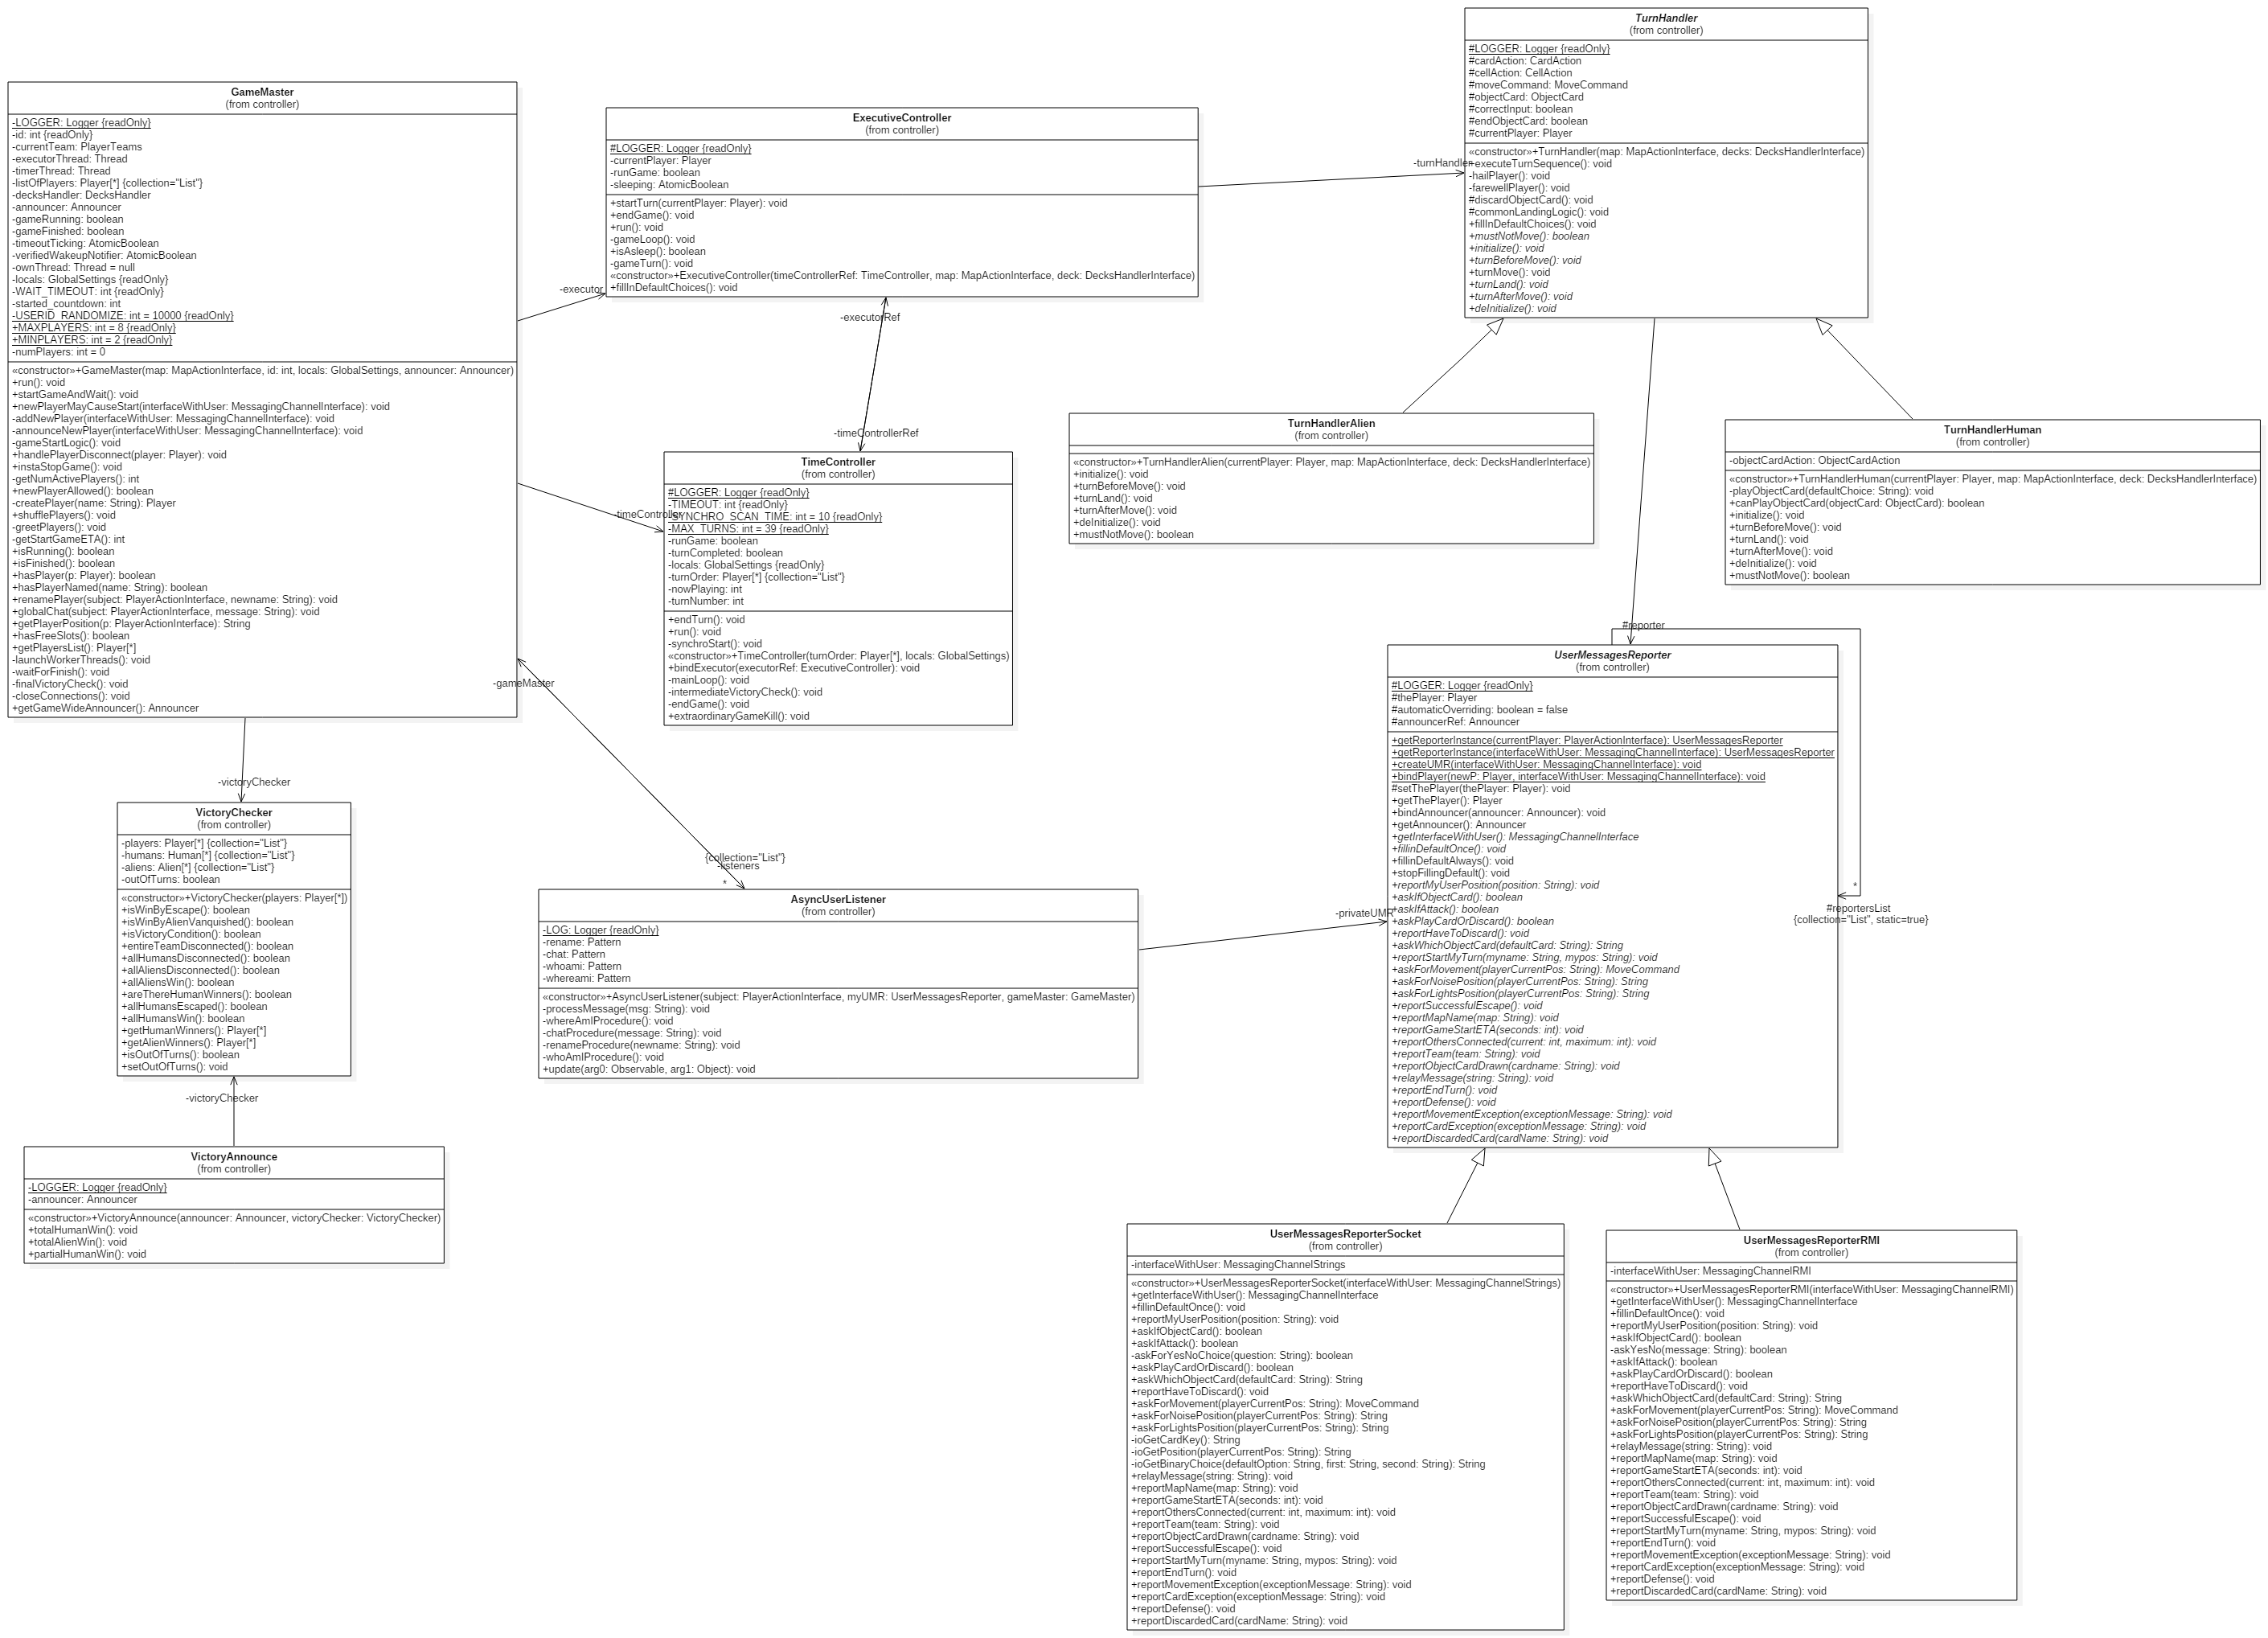 GameMaster
(from controller)
-LOGGER: Logger {readOnly}
-id: int {readOnly}
-currentTeam: PlayerTeams
-executorThread: Thread
-timerThread: Thread
-listOfPlayers: Player[*] {collection="List"}
-decksHandler: DecksHandler
-announcer: Announcer
-gameRunning: boolean
-gameFinished: boolean
-timeoutTicking: AtomicBoolean
-verifiedWakeupNotifier: AtomicBoolean
-ownThread: Thread = null
-locals: GlobalSettings {readOnly}
-WAIT_TIMEOUT: int {readOnly}
-started_countdown: int
-USERID_RANDOMIZE: int = 10000 {readOnly}
+MAXPLAYERS: int = 8 {readOnly}
+MINPLAYERS: int = 2 {readOnly}
-numPlayers: int = 0
«constructor»+GameMaster(map: MapActionInterface, id: int, locals: GlobalSettings, announcer: Announcer)
+run(): void
+startGameAndWait(): void
+newPlayerMayCauseStart(interfaceWithUser: MessagingChannelInterface): void
-addNewPlayer(interfaceWithUser: MessagingChannelInterface): void
-announceNewPlayer(interfaceWithUser: MessagingChannelInterface): void
-gameStartLogic(): void
+handlePlayerDisconnect(player: Player): void
+instaStopGame(): void
-getNumActivePlayers(): int
+newPlayerAllowed(): boolean
-createPlayer(name: String): Player
+shufflePlayers(): void
-greetPlayers(): void
-getStartGameETA(): int
+isRunning(): boolean
+isFinished(): boolean
+hasPlayer(p: Player): boolean
+hasPlayerNamed(name: String): boolean
+renamePlayer(subject: PlayerActionInterface, newname: String): void
+globalChat(subject: PlayerActionInterface, message: String): void
+getPlayerPosition(p: PlayerActionInterface): String
+hasFreeSlots(): boolean
+getPlayersList(): Player[*]
-launchWorkerThreads(): void
-waitForFinish(): void
-finalVictoryCheck(): void
-closeConnections(): void
+getGameWideAnnouncer(): Announcer
-executor
-timeController
-gameMaster
-victoryChecker
ExecutiveController
(from controller)
#LOGGER: Logger {readOnly}
-currentPlayer: Player
-runGame: boolean
-sleeping: AtomicBoolean
+startTurn(currentPlayer: Player): void
+endGame(): void
+run(): void
-gameLoop(): void
+isAsleep(): boolean
-gameTurn(): void
«constructor»+ExecutiveController(timeControllerRef: TimeController, map: MapActionInterface, deck: DecksHandlerInterface)
+fillInDefaultChoices(): void
-executorRef
-timeControllerRef
-turnHandler
TimeController
(from controller)
#LOGGER: Logger {readOnly}
-TIMEOUT: int {readOnly}
-SYNCHRO_SCAN_TIME: int = 10 {readOnly}
-MAX_TURNS: int = 39 {readOnly}
-runGame: boolean
-turnCompleted: boolean
-locals: GlobalSettings {readOnly}
-turnOrder: Player[*] {collection="List"}
-nowPlaying: int
-turnNumber: int
+endTurn(): void
+run(): void
-synchroStart(): void
«constructor»+TimeController(turnOrder: Player[*], locals: GlobalSettings)
+bindExecutor(executorRef: ExecutiveController): void
-mainLoop(): void
-intermediateVictoryCheck(): void
-endGame(): void
+extraordinaryGameKill(): void
TurnHandler
(from controller)
#LOGGER: Logger {readOnly}
#cardAction: CardAction
#cellAction: CellAction
#moveCommand: MoveCommand
#objectCard: ObjectCard
#correctInput: boolean
#endObjectCard: boolean
#currentPlayer: Player
«constructor»+TurnHandler(map: MapActionInterface, decks: DecksHandlerInterface)
+executeTurnSequence(): void
-hailPlayer(): void
-farewellPlayer(): void
#discardObjectCard(): void
#commonLandingLogic(): void
+fillInDefaultChoices(): void
+mustNotMove(): boolean
+initialize(): void
+turnBeforeMove(): void
+turnMove(): void
+turnLand(): void
+turnAfterMove(): void
+deInitialize(): void
TurnHandlerAlien
(from controller)
«constructor»+TurnHandlerAlien(currentPlayer: Player, map: MapActionInterface, deck: DecksHandlerInterface)
+initialize(): void
+turnBeforeMove(): void
+turnLand(): void
+turnAfterMove(): void
+deInitialize(): void
+mustNotMove(): boolean
TurnHandlerHuman
(from controller)
-objectCardAction: ObjectCardAction
«constructor»+TurnHandlerHuman(currentPlayer: Player, map: MapActionInterface, deck: DecksHandlerInterface)
-playObjectCard(defaultChoice: String): void
+canPlayObjectCard(objectCard: ObjectCard): boolean
+initialize(): void
+turnBeforeMove(): void
+turnLand(): void
+turnAfterMove(): void
+deInitialize(): void
+mustNotMove(): boolean
#reporter
UserMessagesReporter
(from controller)
#LOGGER: Logger {readOnly}
#thePlayer: Player
#automaticOverriding: boolean = false
#announcerRef: Announcer
+getReporterInstance(currentPlayer: PlayerActionInterface): UserMessagesReporter
+getReporterInstance(interfaceWithUser: MessagingChannelInterface): UserMessagesReporter
+createUMR(interfaceWithUser: MessagingChannelInterface): void
+bindPlayer(newP: Player, interfaceWithUser: MessagingChannelInterface): void
#setThePlayer(thePlayer: Player): void
+getThePlayer(): Player
+bindAnnouncer(announcer: Announcer): void
+getAnnouncer(): Announcer
+getInterfaceWithUser(): MessagingChannelInterface
+fillinDefaultOnce(): void
+fillinDefaultAlways(): void
+stopFillingDefault(): void
+reportMyUserPosition(position: String): void
+askIfObjectCard(): boolean
+askIfAttack(): boolean
+askPlayCardOrDiscard(): boolean
+reportHaveToDiscard(): void
+askWhichObjectCard(defaultCard: String): String
+reportStartMyTurn(myname: String, mypos: String): void
+askForMovement(playerCurrentPos: String): MoveCommand
+askForNoisePosition(playerCurrentPos: String): String
+askForLightsPosition(playerCurrentPos: String): String
+reportSuccessfulEscape(): void
+reportMapName(map: String): void
+reportGameStartETA(seconds: int): void
+reportOthersConnected(current: int, maximum: int): void
+reportTeam(team: String): void
+reportObjectCardDrawn(cardname: String): void
+relayMessage(string: String): void
+reportEndTurn(): void
+reportDefense(): void
+reportMovementException(exceptionMessage: String): void
+reportCardException(exceptionMessage: String): void
+reportDiscardedCard(cardName: String): void
*
#reportersList
{collection="List", static=true}
VictoryChecker
(from controller)
-players: Player[*] {collection="List"}
-humans: Human[*] {collection="List"}
-aliens: Alien[*] {collection="List"}
-outOfTurns: boolean
«constructor»+VictoryChecker(players: Player[*])
+isWinByEscape(): boolean
+isWinByAlienVanquished(): boolean
+isVictoryCondition(): boolean
+entireTeamDisconnected(): boolean
+allHumansDisconnected(): boolean
+allAliensDisconnected(): boolean
+allAliensWin(): boolean
+areThereHumanWinners(): boolean
+allHumansEscaped(): boolean
+allHumansWin(): boolean
+getHumanWinners(): Player[*]
+getAlienWinners(): Player[*]
+isOutOfTurns(): boolean
+setOutOfTurns(): void
-victoryChecker
VictoryAnnounce
(from controller)
-LOGGER: Logger {readOnly}
-announcer: Announcer
«constructor»+VictoryAnnounce(announcer: Announcer, victoryChecker: VictoryChecker)
+totalHumanWin(): void
+totalAlienWin(): void
+partialHumanWin(): void
{collection="List"}
-listeners
*
AsyncUserListener
(from controller)
-LOG: Logger {readOnly}
-rename: Pattern
-chat: Pattern
-whoami: Pattern
-whereami: Pattern
«constructor»+AsyncUserListener(subject: PlayerActionInterface, myUMR: UserMessagesReporter, gameMaster: GameMaster)
-processMessage(msg: String): void
-whereAmIProcedure(): void
-chatProcedure(message: String): void
-renameProcedure(newname: String): void
-whoAmIProcedure(): void
+update(arg0: Observable, arg1: Object): void
-privateUMR
UserMessagesReporterSocket
(from controller)
-interfaceWithUser: MessagingChannelStrings
«constructor»+UserMessagesReporterSocket(interfaceWithUser: MessagingChannelStrings)
+getInterfaceWithUser(): MessagingChannelInterface
+fillinDefaultOnce(): void
+reportMyUserPosition(position: String): void
+askIfObjectCard(): boolean
+askIfAttack(): boolean
-askForYesNoChoice(question: String): boolean
+askPlayCardOrDiscard(): boolean
+askWhichObjectCard(defaultCard: String): String
+reportHaveToDiscard(): void
+askForMovement(playerCurrentPos: String): MoveCommand
+askForNoisePosition(playerCurrentPos: String): String
+askForLightsPosition(playerCurrentPos: String): String
-ioGetCardKey(): String
-ioGetPosition(playerCurrentPos: String): String
-ioGetBinaryChoice(defaultOption: String, first: String, second: String): String
+relayMessage(string: String): void
+reportMapName(map: String): void
+reportGameStartETA(seconds: int): void
+reportOthersConnected(current: int, maximum: int): void
+reportTeam(team: String): void
+reportObjectCardDrawn(cardname: String): void
+reportSuccessfulEscape(): void
+reportStartMyTurn(myname: String, mypos: String): void
+reportEndTurn(): void
+reportMovementException(exceptionMessage: String): void
+reportCardException(exceptionMessage: String): void
+reportDefense(): void
+reportDiscardedCard(cardName: String): void
UserMessagesReporterRMI
(from controller)
-interfaceWithUser: MessagingChannelRMI
«constructor»+UserMessagesReporterRMI(interfaceWithUser: MessagingChannelRMI)
+getInterfaceWithUser(): MessagingChannelInterface
+fillinDefaultOnce(): void
+reportMyUserPosition(position: String): void
+askIfObjectCard(): boolean
-askYesNo(message: String): boolean
+askIfAttack(): boolean
+askPlayCardOrDiscard(): boolean
+reportHaveToDiscard(): void
+askWhichObjectCard(defaultCard: String): String
+askForMovement(playerCurrentPos: String): MoveCommand
+askForNoisePosition(playerCurrentPos: String): String
+askForLightsPosition(playerCurrentPos: String): String
+relayMessage(string: String): void
+reportMapName(map: String): void
+reportGameStartETA(seconds: int): void
+reportOthersConnected(current: int, maximum: int): void
+reportTeam(team: String): void
+reportObjectCardDrawn(cardname: String): void
+reportSuccessfulEscape(): void
+reportStartMyTurn(myname: String, mypos: String): void
+reportEndTurn(): void
+reportMovementException(exceptionMessage: String): void
+reportCardException(exceptionMessage: String): void
+reportDefense(): void
+reportDiscardedCard(cardName: String): void